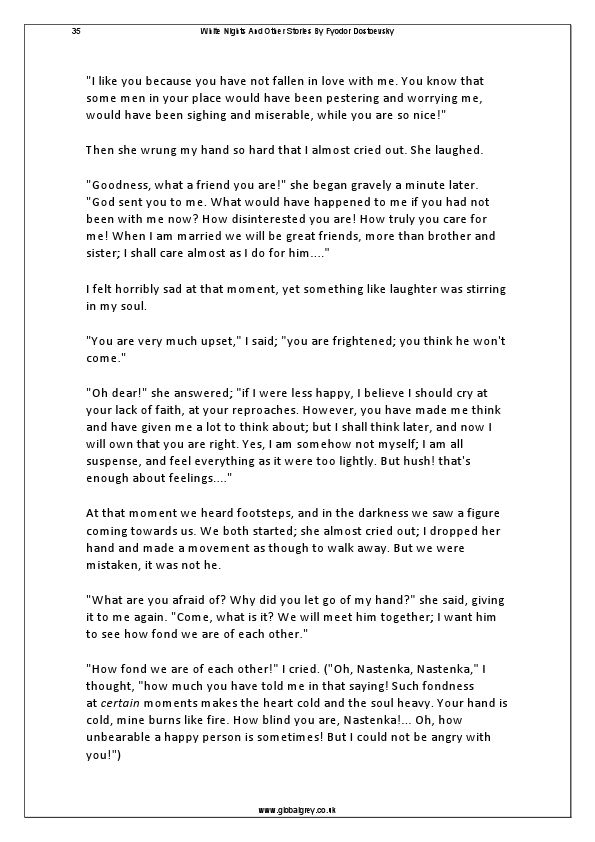 35 White Nights And Other Stories By Fyodor Dostoevsky
"I like you because you have not fallen in love with me. You know that
some men in your place would have been pestering and worrying me,
would have been sighing and miserable, while you are so nice!"
Then she wrung my hand so hard that I almost cried out. She laughed.
"Goodness, what a friend you are!" she began gravely a minute later.
"God sent you to me. What would have happened to me if you had not
been with me now? How disinterested you are! How truly you care for
me! When I am married we will be great friends, more than brother and
sister; I shall care almost as I do for him...."
I felt horribly sad at that moment, yet something like laughter was stirring
in my soul.
"You are very much upset," I said; "you are frightened; you think he won't
come."
"Oh dear!" she answered; "if I were less happy, I believe I should cry at
your lack of faith, at your reproaches. However, you have made me think
and have given me a lot to think about; but I shall think later, and now I
will own that you are right. Yes, I am somehow not myself; I am all
suspense, and feel everything as it were too lightly. But hush! that's
enough about feelings...."
At that moment we heard footsteps, and in the darkness we saw a figure
coming towards us. We both started; she almost cried out; I dropped her
hand and made a movement as though to walk away. But we were
mistaken, it was not he.
"What are you afraid of? Why did you let go of my hand?" she said, giving
it to me again. "Come, what is it? We will meet him together; I want him
to see how fond we are of each other."
"How fond we are of each other!" I cried. ("Oh, Nastenka, Nastenka," I
thought, "how much you have told me in that saying! Such fondness
at certain moments makes the heart cold and the soul heavy. Your hand is
cold, mine burns like fire. How blind you are, Nastenka!... Oh, how
unbearable a happy person is sometimes! But I could not be angry with
you!")
www.globalgrey.co.uk